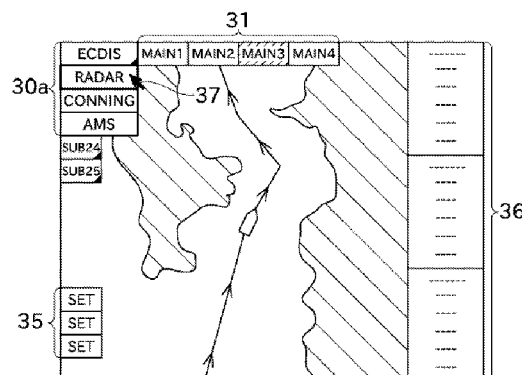 31
ECDIS MAIN1 MAIN2 MAIN3 MAIN4
30a RADAR 37
CONNING
AMS
SUB24
SUB25
36
35 SET
SET
SET